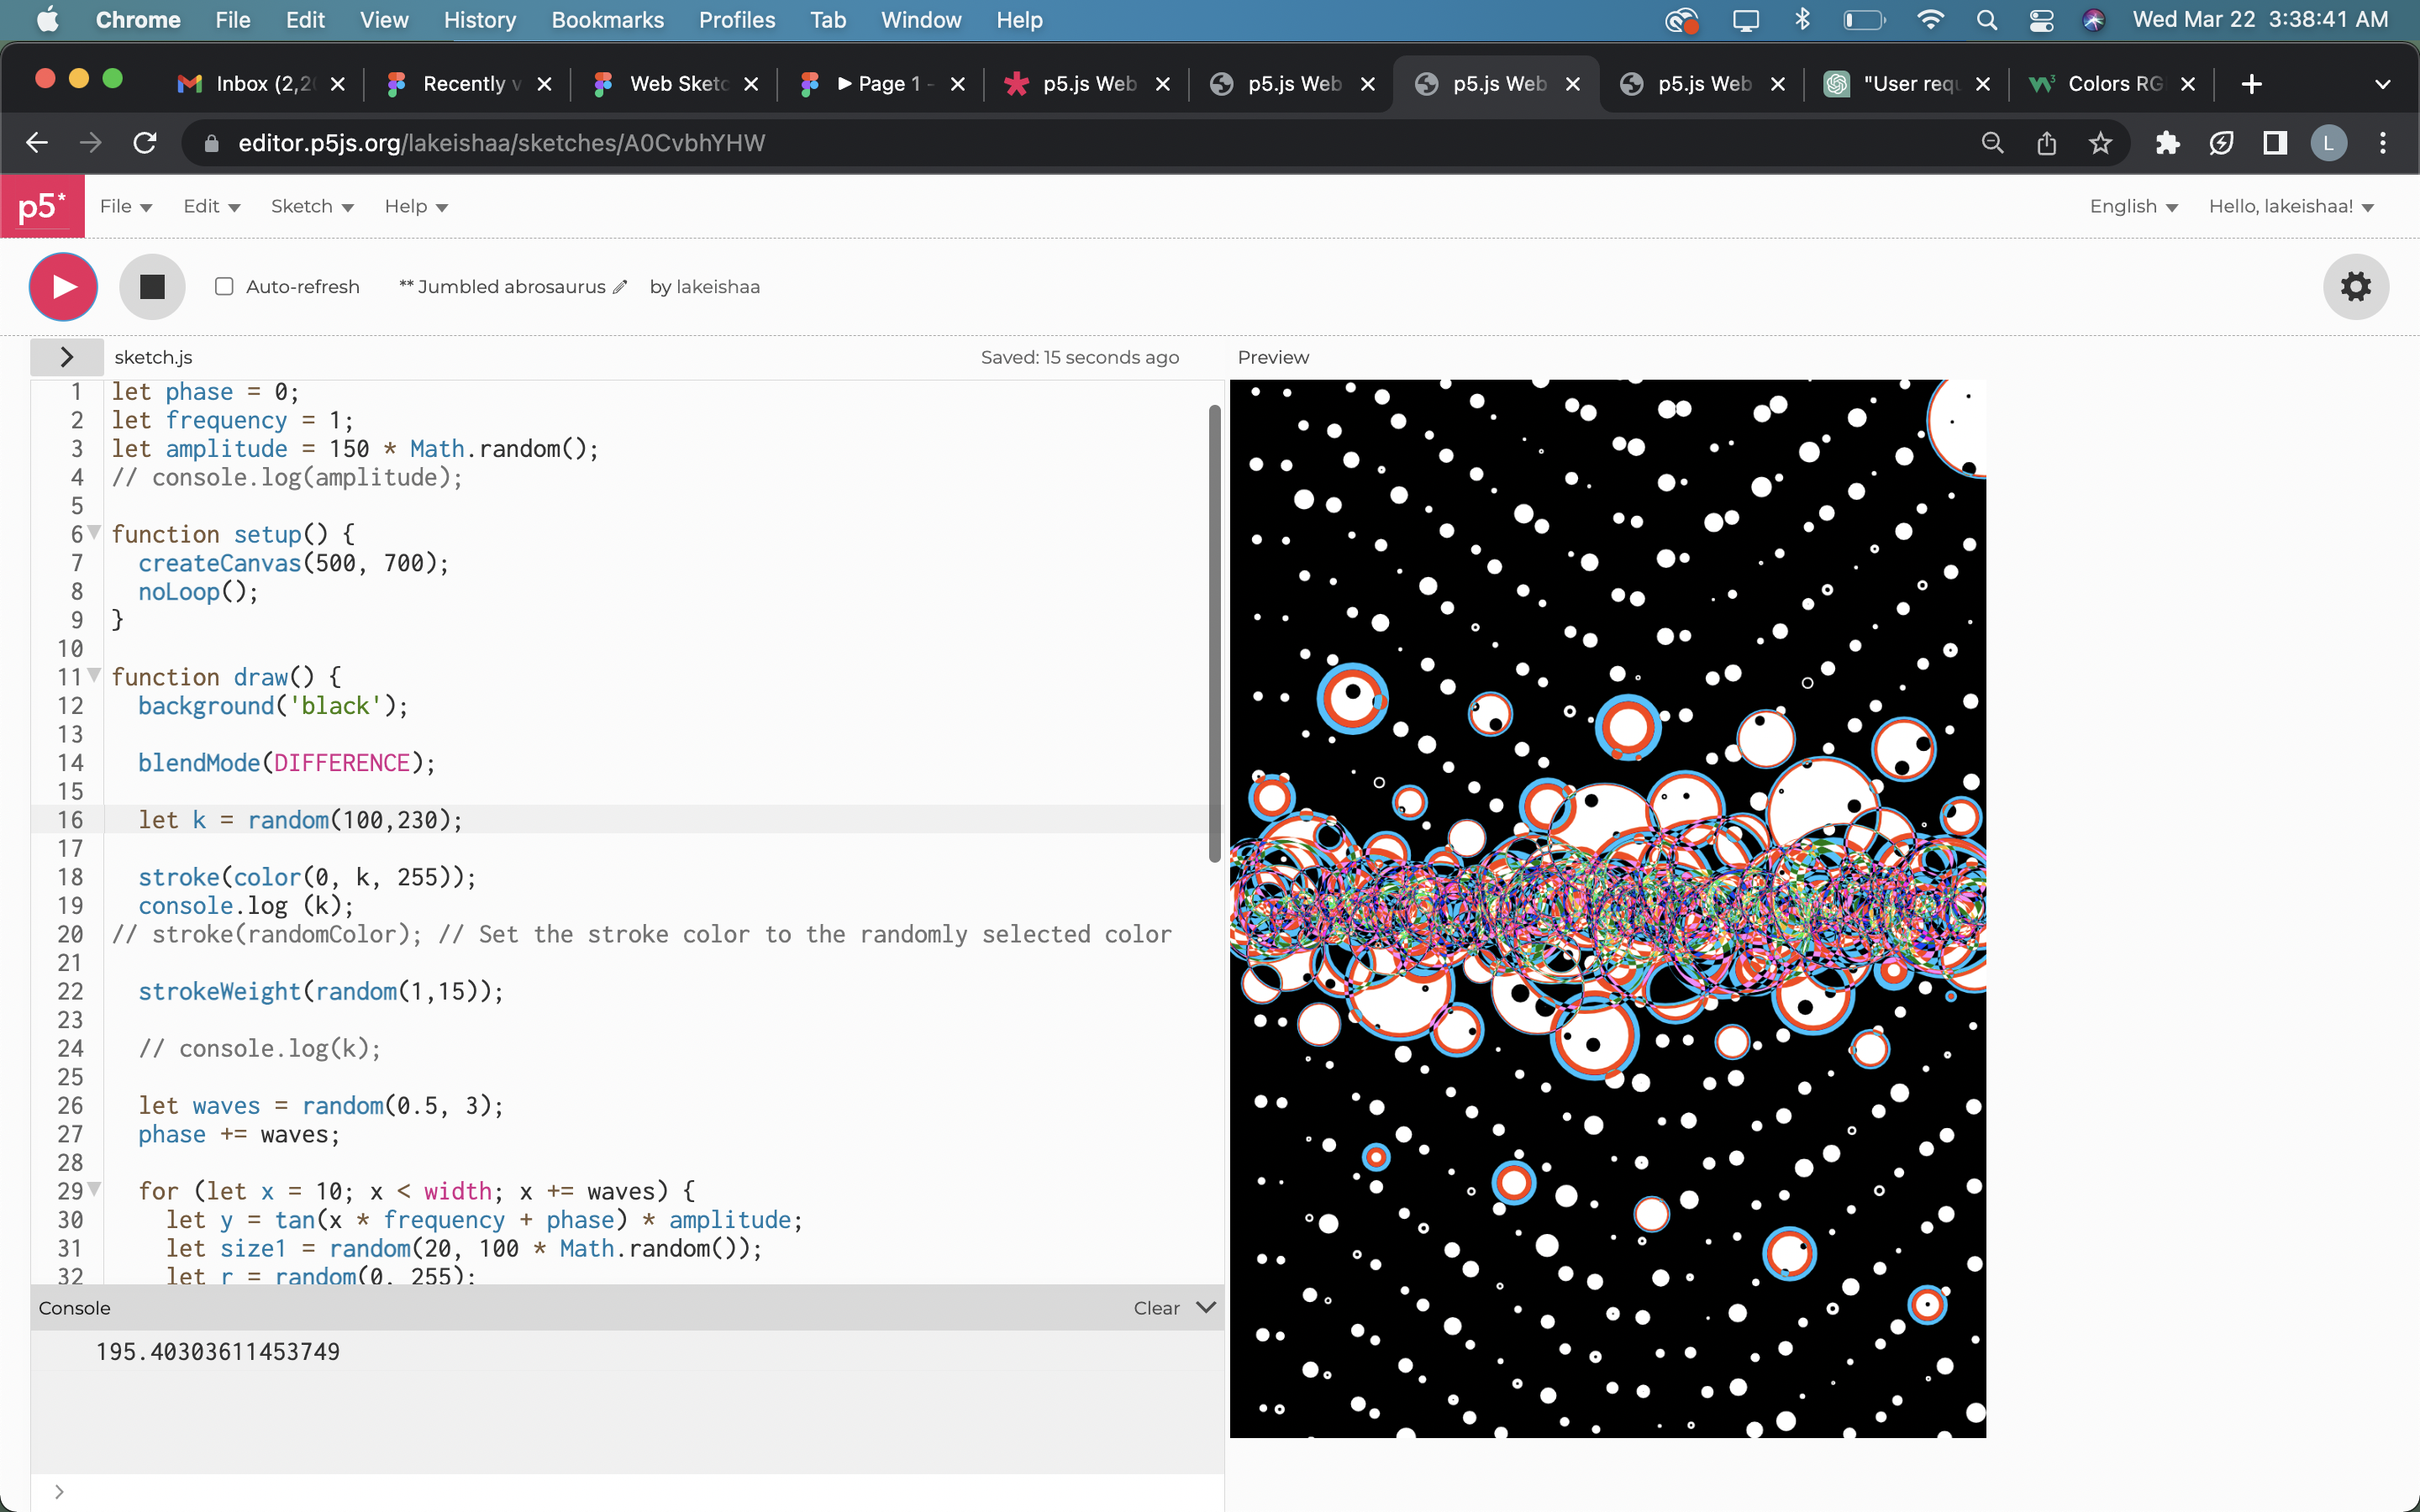 Chrome File Edit View History Bookmarks Profiles Tab Window Help Wed Mar 22 3:38:41 AM
Inbox (2,2 Recently v Web Sketc Page 1 - p5.js Web p5.js Web p5.js Web p5.js Web "User requ Colors RG
editor.p5js.org/lakeishaa/sketches/A0CvbhYHW L
p5* File Edit Sketch Help English Hello, lakeishaa!
Auto-refresh ** Jumbled abrosaurus by lakeishaa
sketch.js Saved: 15 seconds ago Preview
1 let phase = 0;
2 let frequency = 1;
3 let amplitude = 150 * Math.random();
4 // console.log(amplitude);
5
6 function setup() {
7 createCanvas(500, 700);
8 noLoop();
9 }
10
11 function draw() {
12 background('black');
13
14 blendMode(DIFFERENCE);
15
16 let k = random(100,230);
17
18 stroke(color(0, k, 255));
19 console.log (k);
20 // stroke(randomColor); // Set the stroke color to the randomly selected color
21
22 strokeWeight(random(1,15));
23
24 // console.log(k);
25
26 let waves = random(0.5, 3);
27 phase += waves;
28
29 for (let x = 10; x < width; x += waves) {
30 let y = tan(x * frequency + phase) * amplitude;
31 let size1 = random(20, 100 * Math.random());
32 let r = random(0, 255);
Console Clear
195.40303611453749